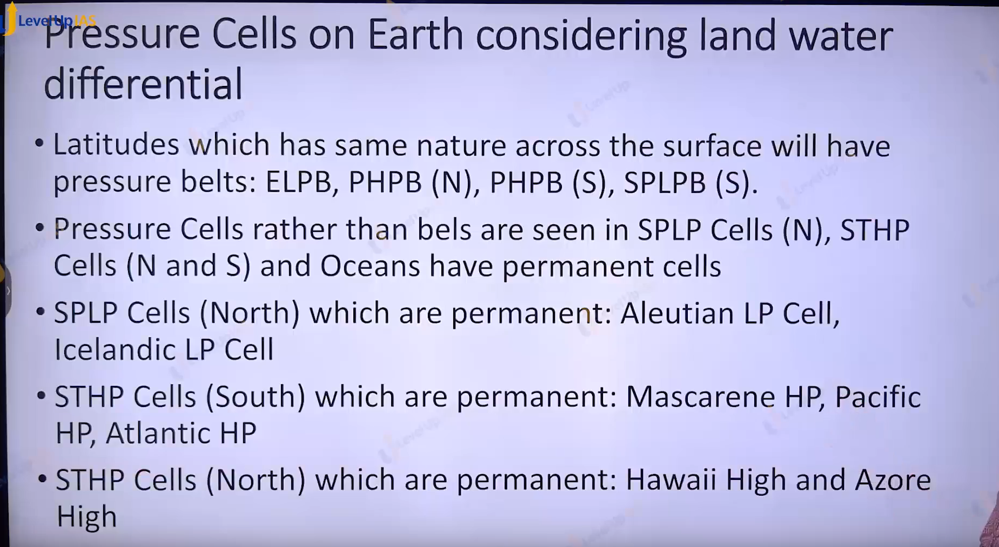 LevelUp IAS
Pressure Cells on Earth considering land water
differential
• Latitudes which has same nature across the surface will have
pressure belts: ELPB, PHPB (N), PHPB (S), SPLPB (S).
• Pressure Cells rather than bels are seen in SPLP Cells (N), STHP
Cells (N and S) and Oceans have permanent cells
• SPLP Cells (North) which are permanent: Aleutian LP Cell,
Icelandic LP Cell
• STHP Cells (South) which are permanent: Mascarene HP, Pacific
HP, Atlantic HP
• STHP Cells (North) which are permanent: Hawaii High and Azore
High